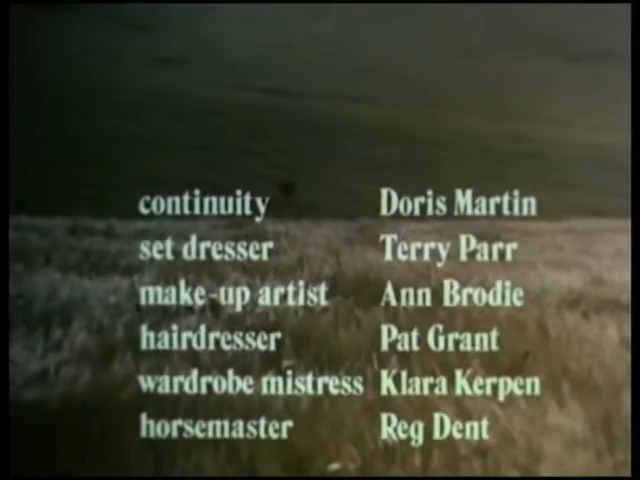 continuity Doris Martin
set dresser Terry Parr
make-up artist Ann Brodie
hairdresser Pat Grant
wardrobe mistress Klara Kerpen
horsemaster Reg Dent